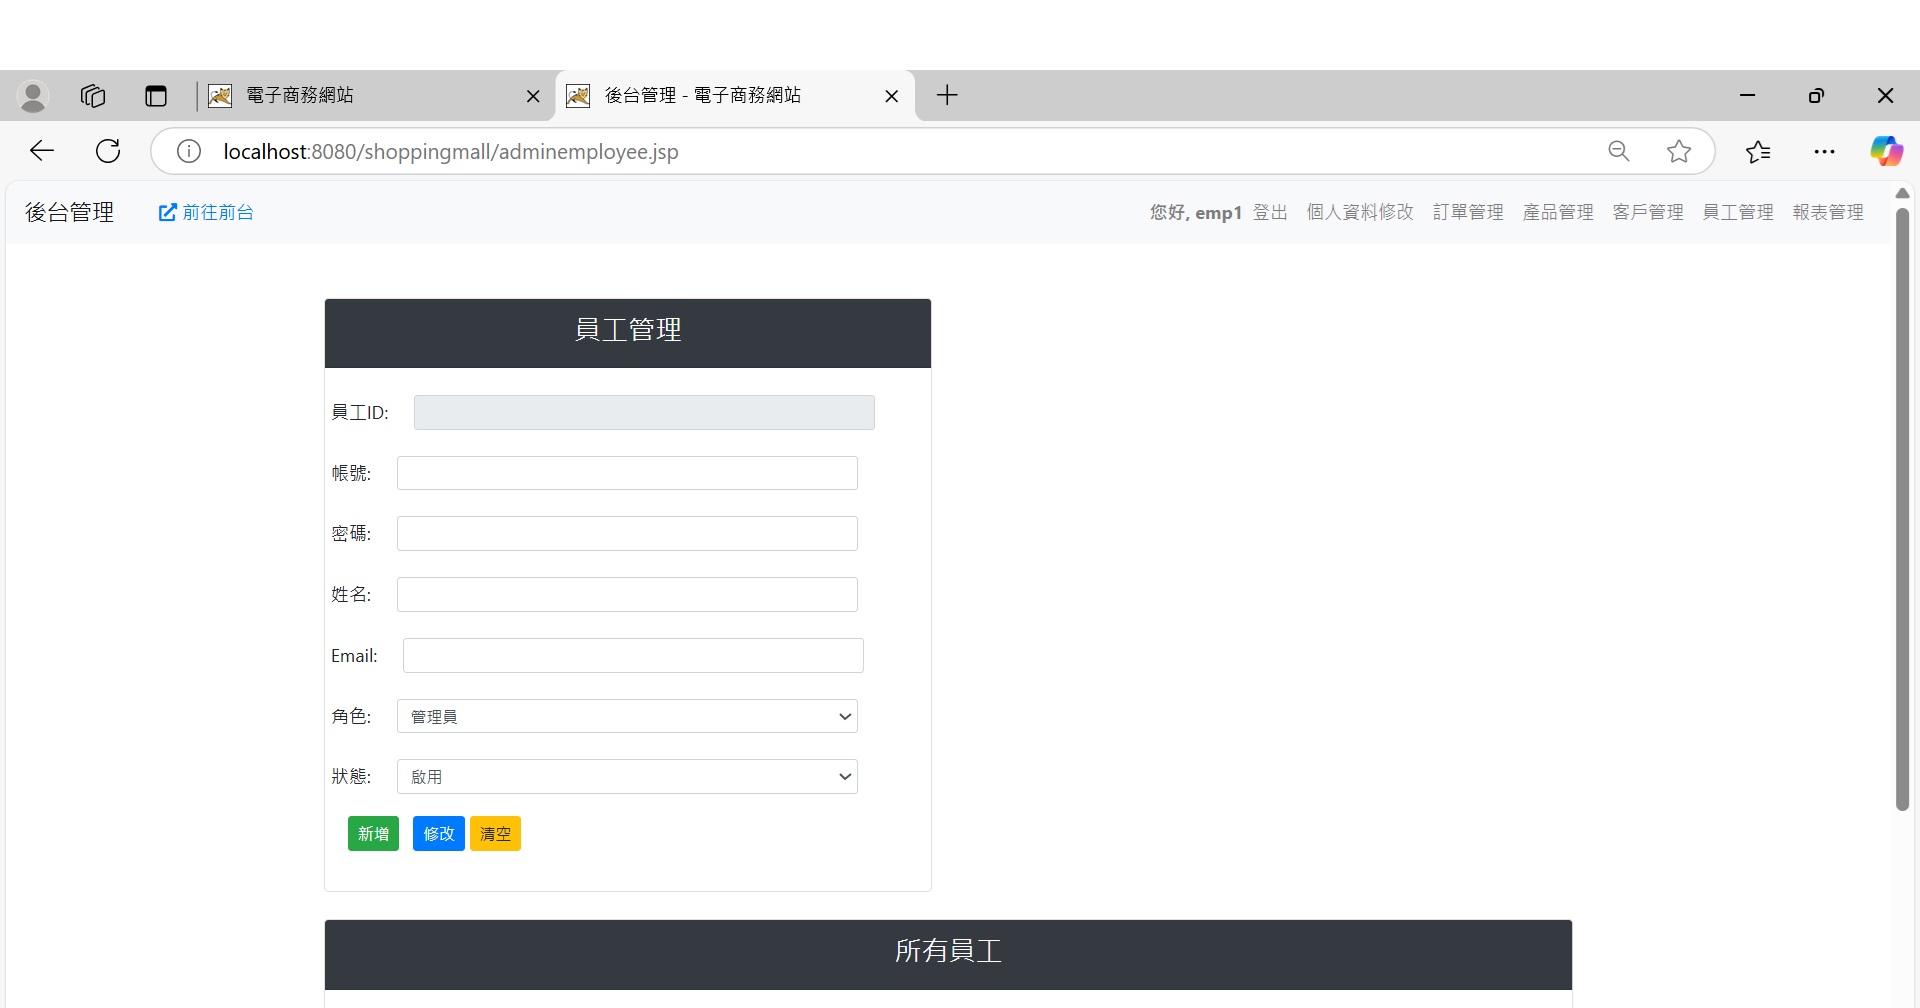 電子商務網站
後台管理 - 電子商務網站
localhost:8080/shoppingmall/adminemployee.jsp
後台管理 前往前台 您好, emp1 登出 個人資料修改 訂單管理 產品管理 客戶管理 員工管理 報表管理
員工管理
員工ID:
帳號:
密碼:
姓名:
Email:
角色: 管理員
狀態: 啟用
新增 修改 清空
所有員工